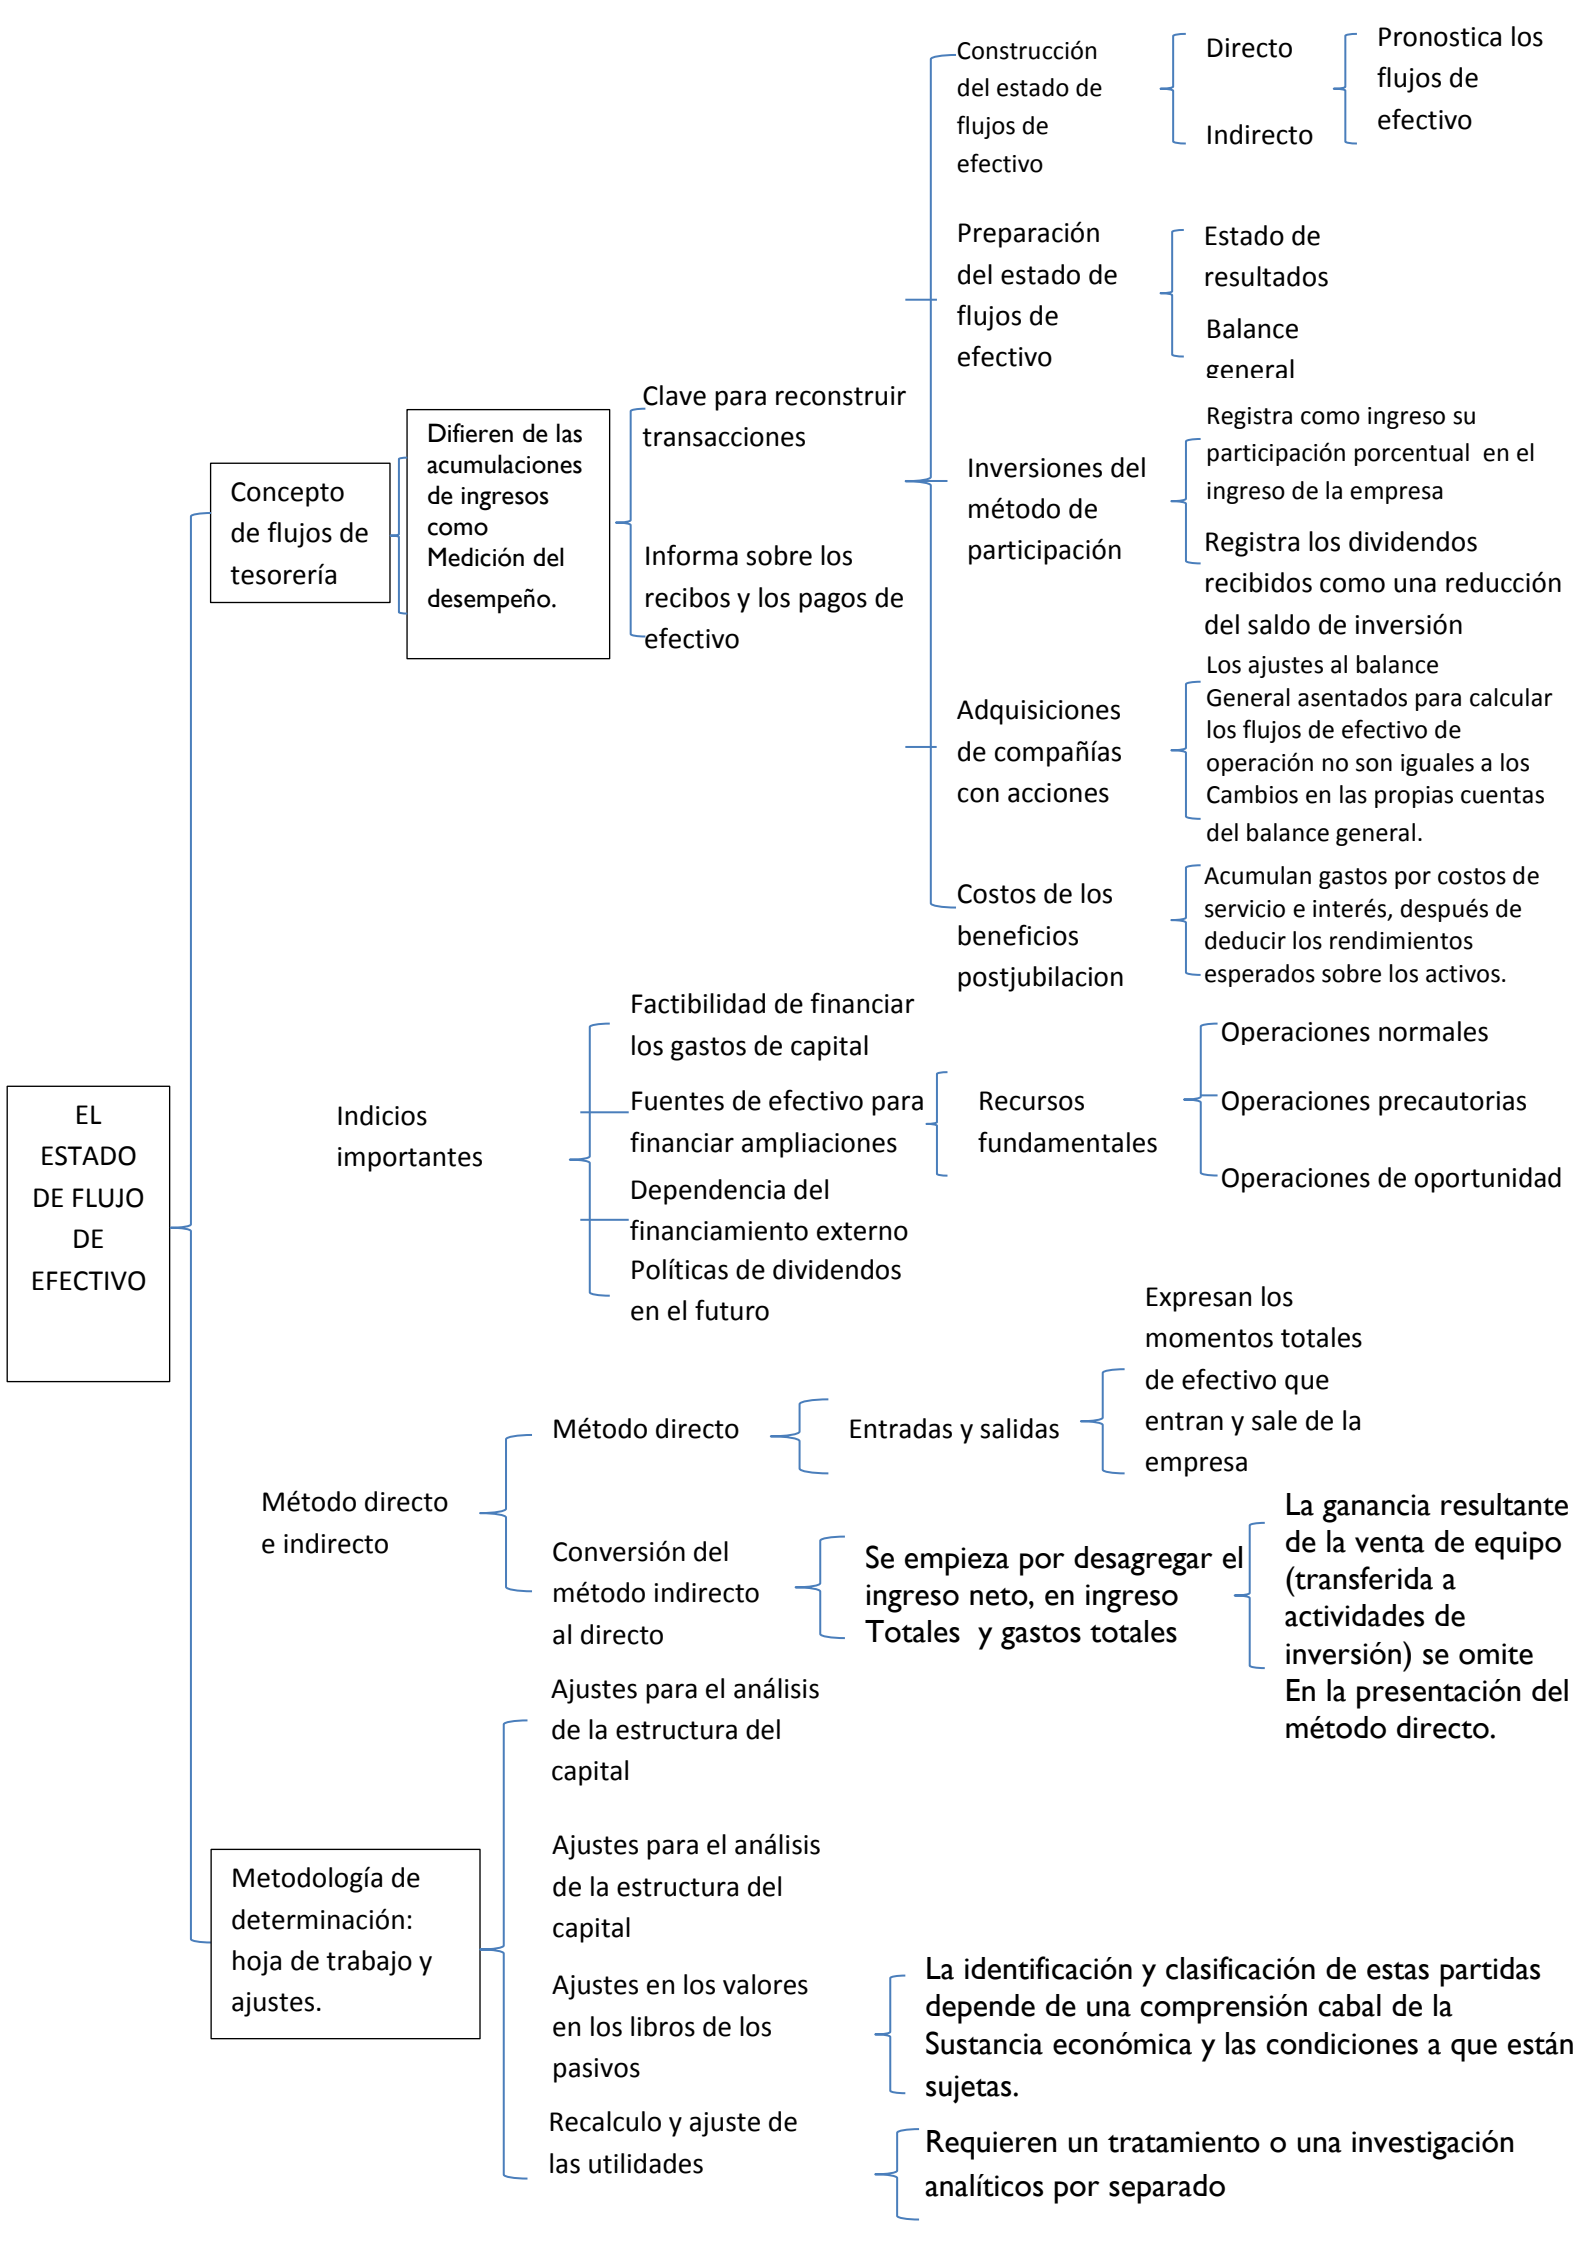 EL
ESTADO
DE FLUJO
DE
EFECTIVO
Concepto
de flujos de
tesorería
Difieren de las
acumulaciones
de ingresos
como
Medición del
desempeño.
Clave para reconstruir
transacciones
Informa sobre los
recibos y los pagos de
efectivo
Construcción
del estado de
flujos de
efectivo
Directo
Indirecto
Pronostica los
flujos de
efectivo
Preparación
del estado de
flujos de
efectivo
Estado de
resultados
Balance
general
Inversiones del
método de
participación
Registra como ingreso su
participación porcentual  en el
ingreso de la empresa
Registra los dividendos
recibidos como una reducción
del saldo de inversión
Adquisiciones
de compañías
con acciones
Los ajustes al balance
General asentados para calcular
los flujos de efectivo de
operación no son iguales a los
Cambios en las propias cuentas
del balance general.
Costos de los
beneficios
postjubilacion
Acumulan gastos por costos de
servicio e interés, después de
deducir los rendimientos
esperados sobre los activos.
Indicios
importantes
Factibilidad de financiar
los gastos de capital
Fuentes de efectivo para
financiar ampliaciones
Recursos
fundamentales
Operaciones normales
Operaciones precautorias
Operaciones de oportunidad
Dependencia del
financiamiento externo
Políticas de dividendos
en el futuro
Método directo
e indirecto
Método directo
Entradas y salidas
Expresan los
momentos totales
de efectivo que
entran y sale de la
empresa
Conversión del
método indirecto
al directo
Se empieza por desagregar el
ingreso neto, en ingreso
Totales  y gastos totales
La ganancia resultante
de la venta de equipo
(transferida a
actividades de
inversión) se omite
En la presentación del
método directo.
Metodología de
determinación:
hoja de trabajo y
ajustes.
Ajustes para el análisis
de la estructura del
capital
Ajustes para el análisis
de la estructura del
capital
Ajustes en los valores
en los libros de los
pasivos
La identificación y clasificación de estas partidas
depende de una comprensión cabal de la
Sustancia económica y las condiciones a que están
sujetas.
Recalculo y ajuste de
las utilidades
Requieren un tratamiento o una investigación
analíticos por separado